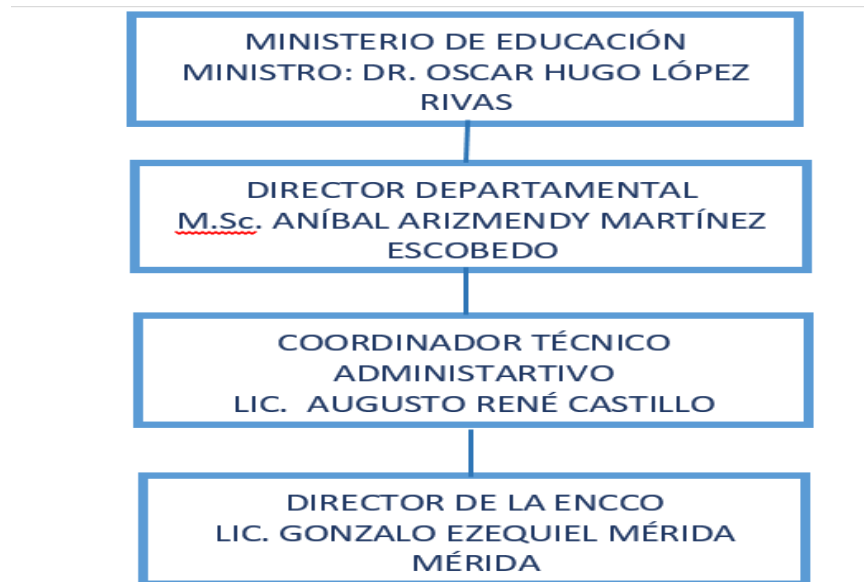 MINISTERIO DE EDUCACIÓN
MINISTRO: DR. OSCAR HUGO LÓPEZ
RIVAS
DIRECTOR DEPARTAMENTAL
M.Sc. ANÍBAL ARIZMENDY MARTÍNEZ
ESCOBEDO
COORDINADOR TÉCNICO
ADMINISTARTIVO
LIC. AUGUSTO RENÉ CASTILLO
DIRECTOR DE LA ENCCO
LIC. GONZALO EZEQUIEL MÉRIDA
MÉRIDA